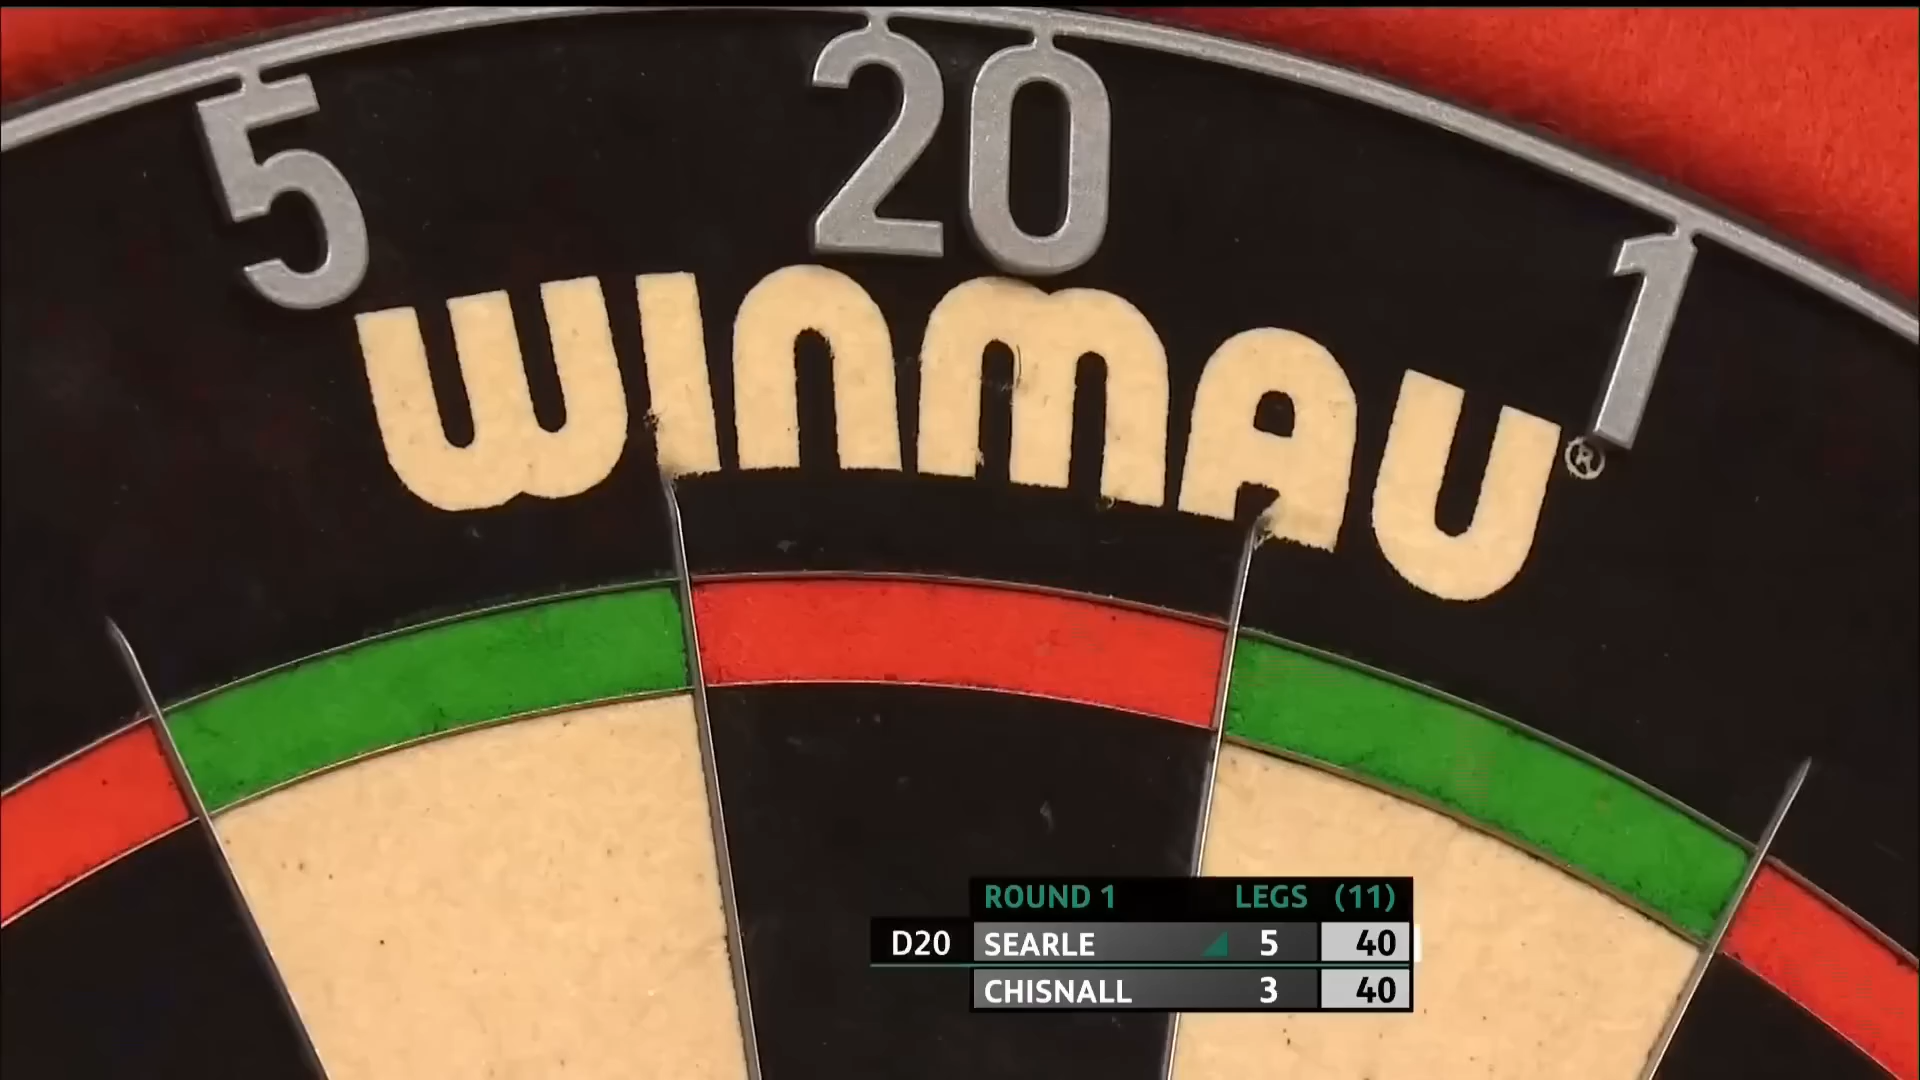 5 20 1
WINMAU®
ROUND 1 LEGS (11)
D20 SEARLE 5 40
CHISNALL 3 40